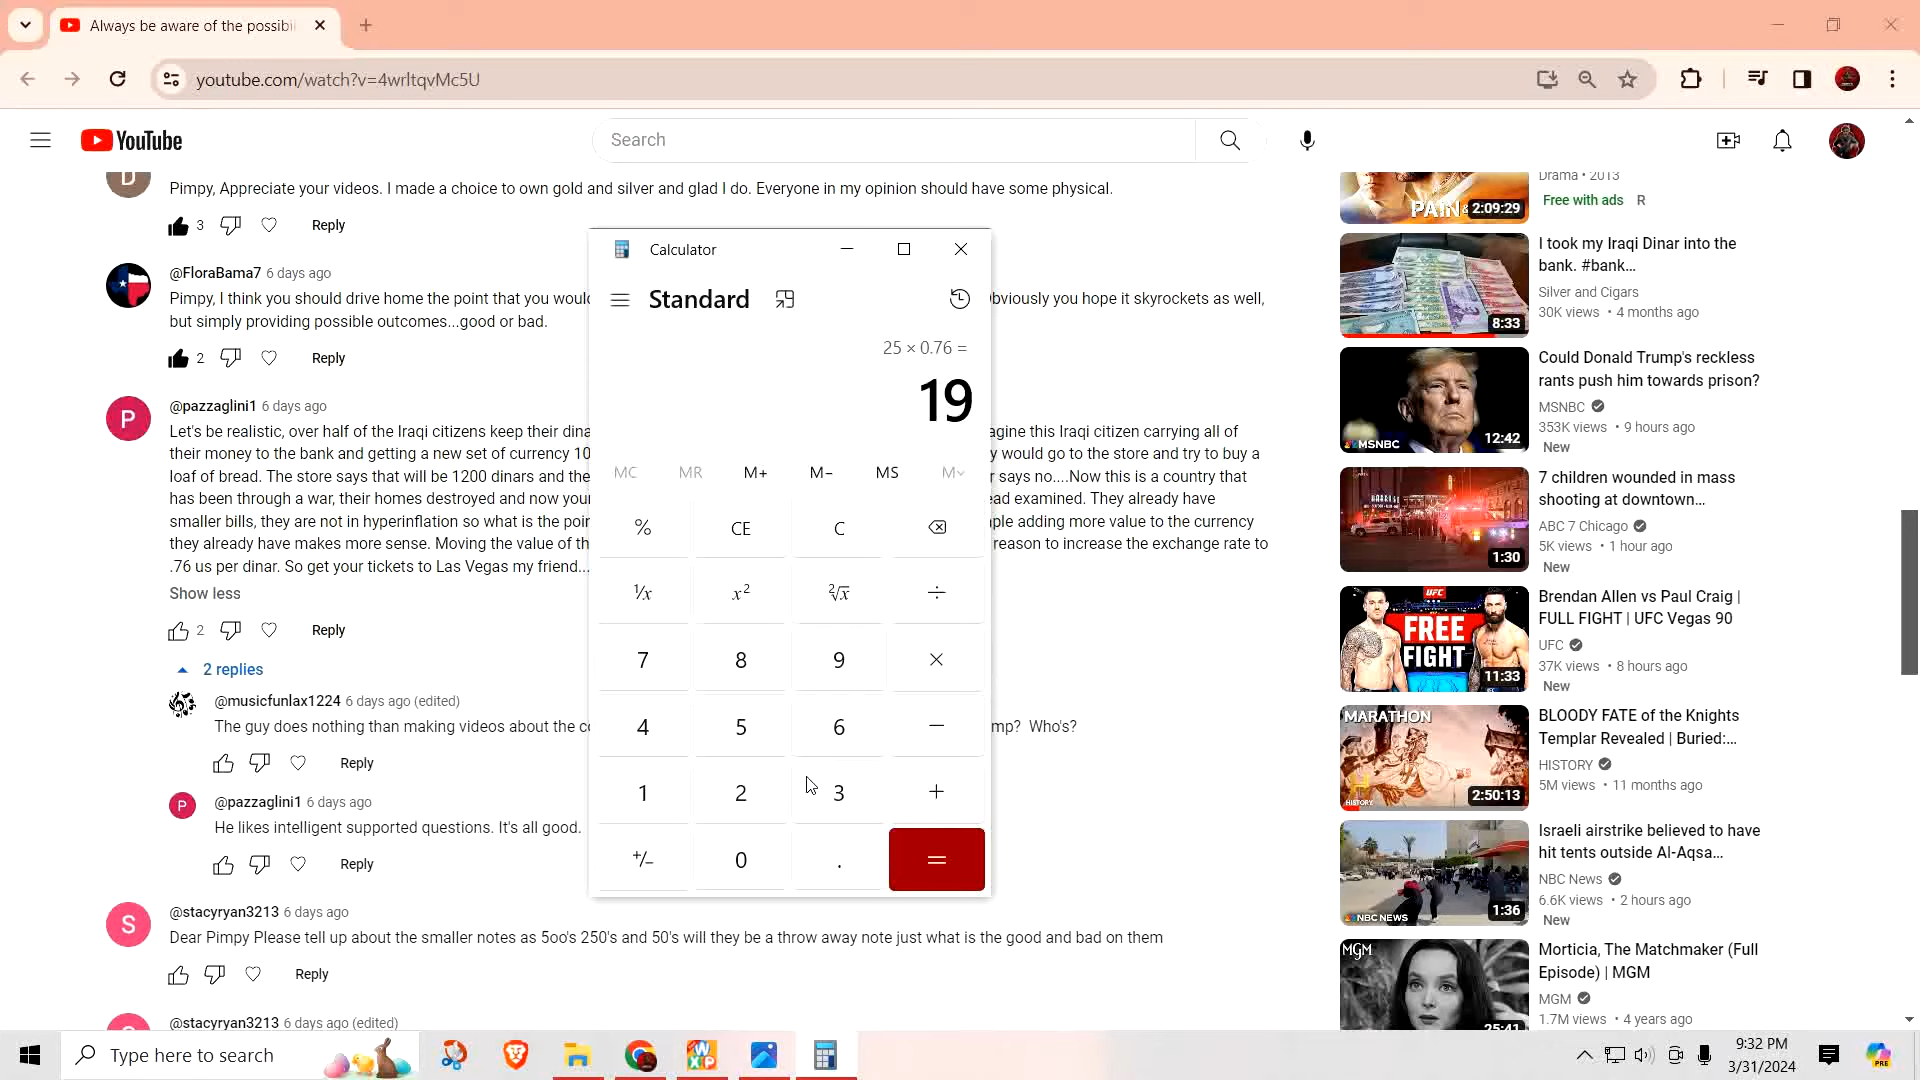 Always be aware of the possibi
youtube.com/watch?v=4wrltqvMc5U
YouTube
Search
D
Pimpy, Appreciate your videos. I made a choice to own gold and silver and glad I do. Everyone in my opinion should have some physical.
3 Reply
@FloraBama7 6 days ago
Pimpy, I think you should drive home the point that you woul
bviously you hope it skyrockets as well,
but simply providing possible outcomes...good or bad.
2 Reply
P
@pazzaglini1 6 days ago
Let's be realistic, over half of the Iraqi citizens keep their dina
agine this Iraqi citizen carrying all of
their money to the bank and getting a new set of currency 10
y would go to the store and try to buy a
loaf of bread. The store says that will be 1200 dinars and the
says no....Now this is a country that
has been through a war, their homes destroyed and now your
ead examined. They already have
smaller bills, they are not in hyperinflation so what is the poin
ple adding more value to the currency
they already have makes more sense. Moving the value of th
reason to increase the exchange rate to
.76 us per dinar. So get your tickets to Las Vegas my friend...
Show less
2 Reply
2 replies
@musicfunlax1224 6 days ago (edited)
The guy does nothing than making videos about the co
mp? Who's?
Reply
P
@pazzaglini1 6 days ago
He likes intelligent supported questions. It's all good.
Reply
S
@stacyryan3213 6 days ago
Dear Pimpy Please tell up about the smaller notes as 5oo's 250's and 50's will they be a throw away note just what is the good and bad on them
Reply
@stacyryan3213 6 days ago (edited)
Calculator
Standard
25 × 0.76 =
19
MC MR M+ M− MS M˅
% CE C
¹/x x² ²√x ÷
7 8 9 ×
4 5 6 −
1 2 3 +
+/− 0 . =
PAIN &
2:09:29
Drama • 2013
Free with ads R
8:33
I took my Iraqi Dinar into the
bank. #bank...
Silver and Cigars
30K views • 4 months ago
MSNBC
12:42
Could Donald Trump's reckless
rants push him towards prison?
MSNBC
353K views • 9 hours ago
New
1:30
7 children wounded in mass
shooting at downtown...
ABC 7 Chicago
5K views • 1 hour ago
New
UFC
FREE
FIGHT
11:33
Brendan Allen vs Paul Craig |
FULL FIGHT | UFC Vegas 90
UFC
37K views • 8 hours ago
New
MARATHON
HISTORY
2:50:13
BLOODY FATE of the Knights
Templar Revealed | Buried:...
HISTORY
5M views • 11 months ago
NBC NEWS
1:36
Israeli airstrike believed to have
hit tents outside Al-Aqsa...
NBC News
6.6K views • 2 hours ago
New
MGM
25:41
Morticia, The Matchmaker (Full
Episode) | MGM
MGM
1.7M views • 4 years ago
Type here to search
W
XP
9:32 PM
3/31/2024
PRE